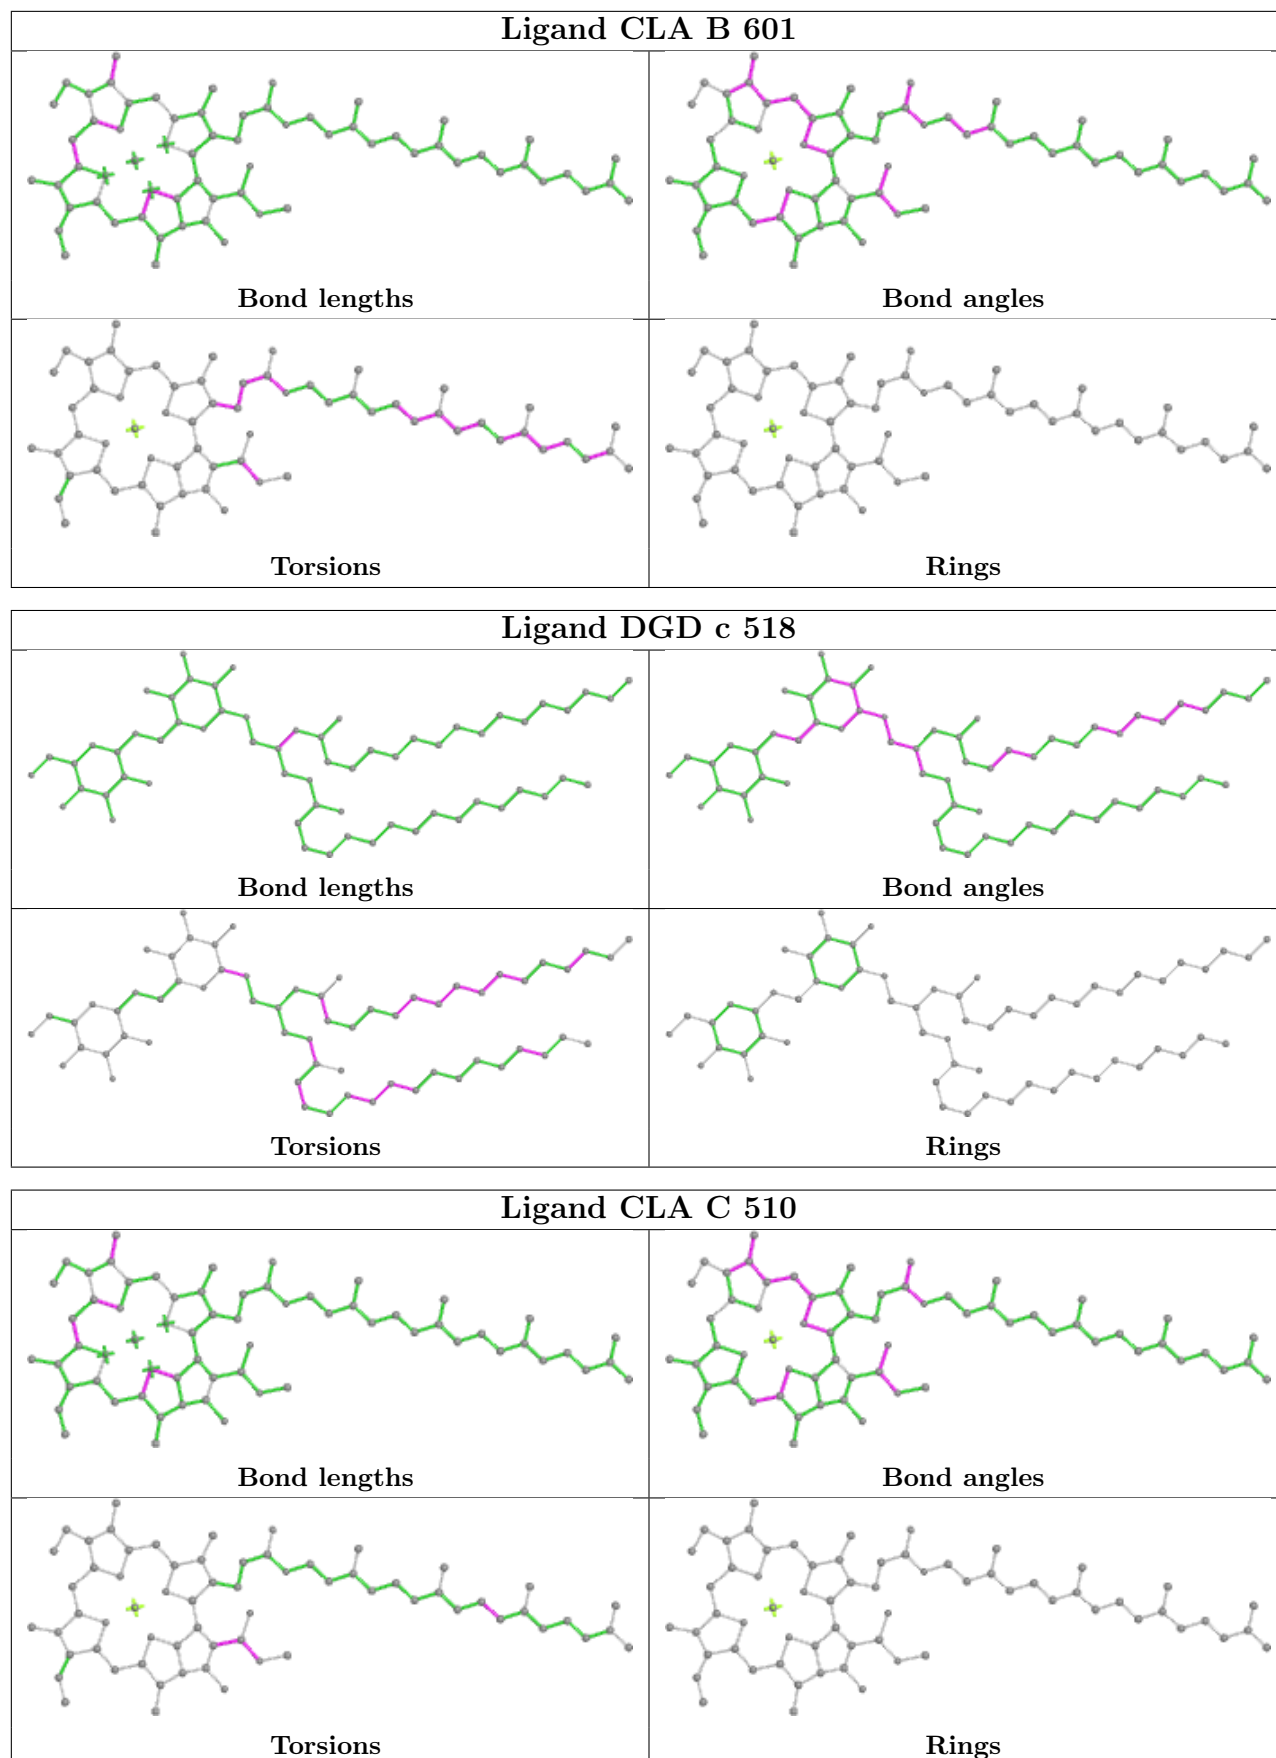 Ligand CLA B 601
Bond lengths
Bond angles
Torsions
Rings
Ligand DGD c 518
Bond lengths
Bond angles
Torsions
Rings
Ligand CLA C 510
Bond lengths
Bond angles
Torsions
Rings